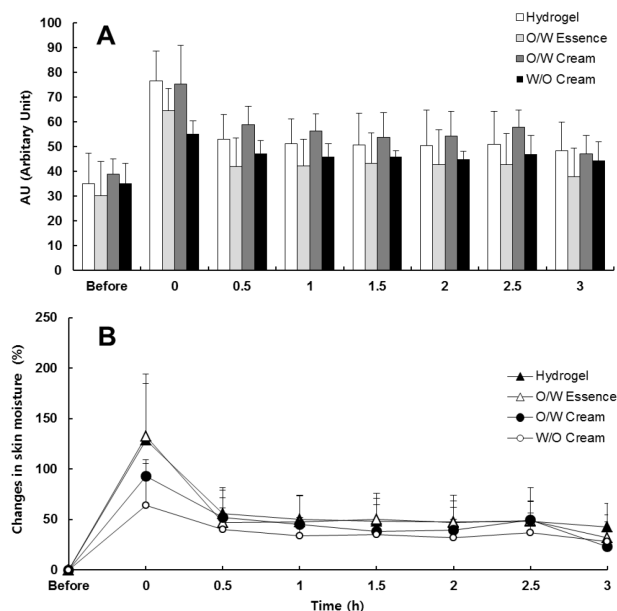 A
Hydrogel
O/W Essence
O/W Cream
W/O Cream
AU (Arbitary Unit)
100
90
80
70
60
50
40
30
20
10
0
Before 0 0.5 1 1.5 2 2.5 3
B
Hydrogel
O/W Essence
O/W Cream
W/O Cream
Changes in skin moisture (%)
250
200
150
100
50
0
Before 0 0.5 1 1.5 2 2.5 3
Time (h)